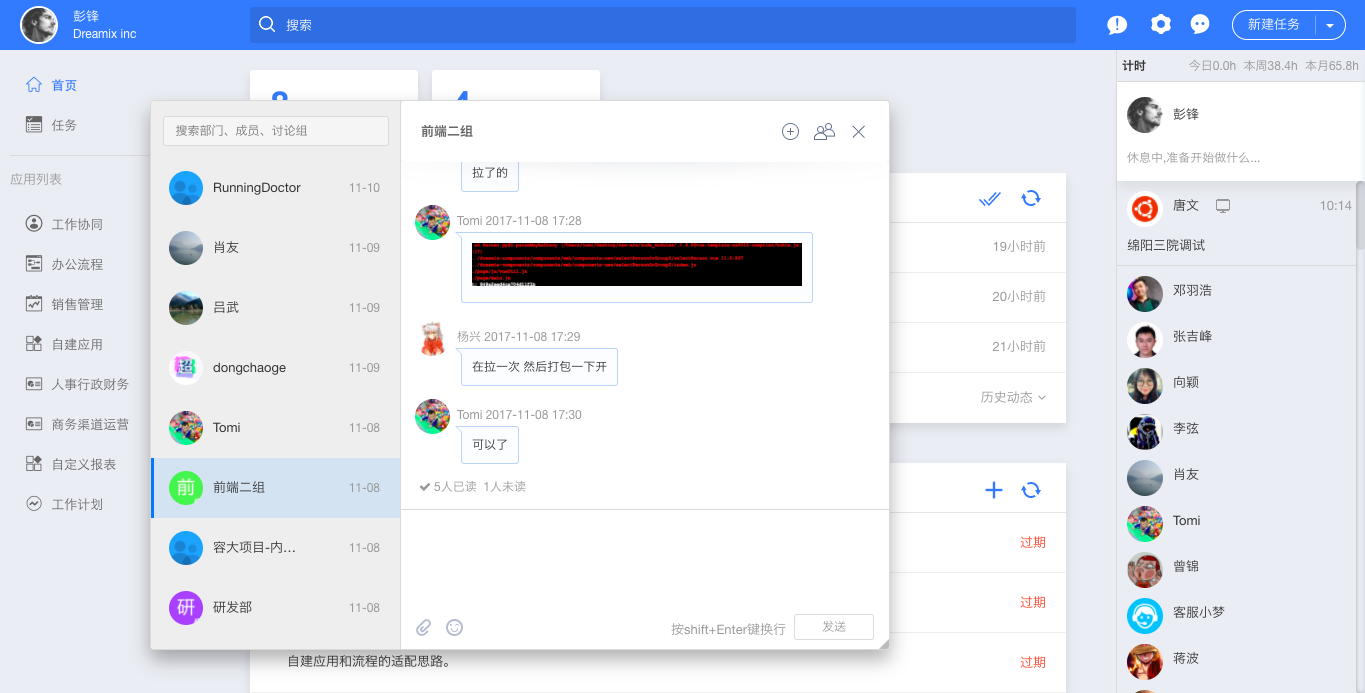 彭锋
Dreamix inc
搜索
新建任务
首页
任务
应用列表
工作协同
办公流程
销售管理
自建应用
人事行政财务
商务渠道运营
自定义报表
工作计划
搜索部门、成员、讨论组
RunningDoctor 11-10
肖友 11-09
吕武 11-09
dongchaoge 11-09
Tomi 11-08
前
前端二组 11-08
容大项目-内... 11-08
研
研发部 11-08
前端二组
拉了的
Tomi 2017-11-08 17:28
杨兴 2017-11-08 17:29
在拉一次 然后打包一下开
Tomi 2017-11-08 17:30
可以了
5人已读 1人未读
按shift+Enter键换行
发送
19小时前
20小时前
21小时前
历史动态
过期
过期
自建应用和流程的适配思路。
过期
计时 今日0.0h 本周38.4h 本月65.8h
彭锋
休息中,准备开始做什么...
唐文 10:14
绵阳三院调试
邓羽浩
张吉峰
向颖
李弦
肖友
Tomi
曾锦
客服小梦
蒋波